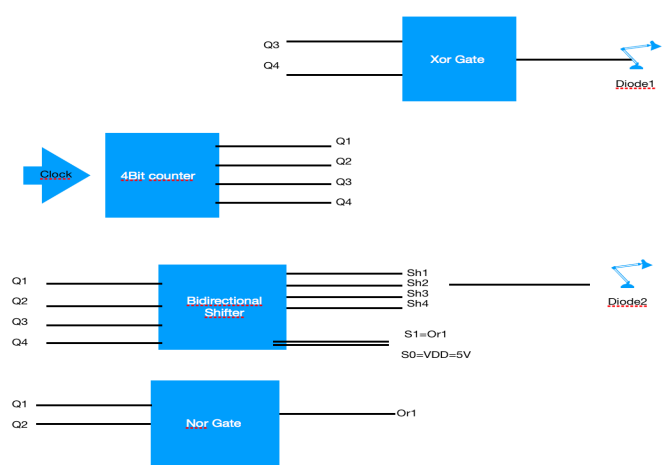 Q3
Q4
Xor Gate
Diode1
Clock
4Bit counter
Q1
Q2
Q3
Q4
Q1
Q2
Q3
Q4
Bidirectional
Shifter
Sh1
Sh2
Sh3
Sh4
S1=Or1
S0=VDD=5V
Diode2
Q1
Q2
Nor Gate
Or1